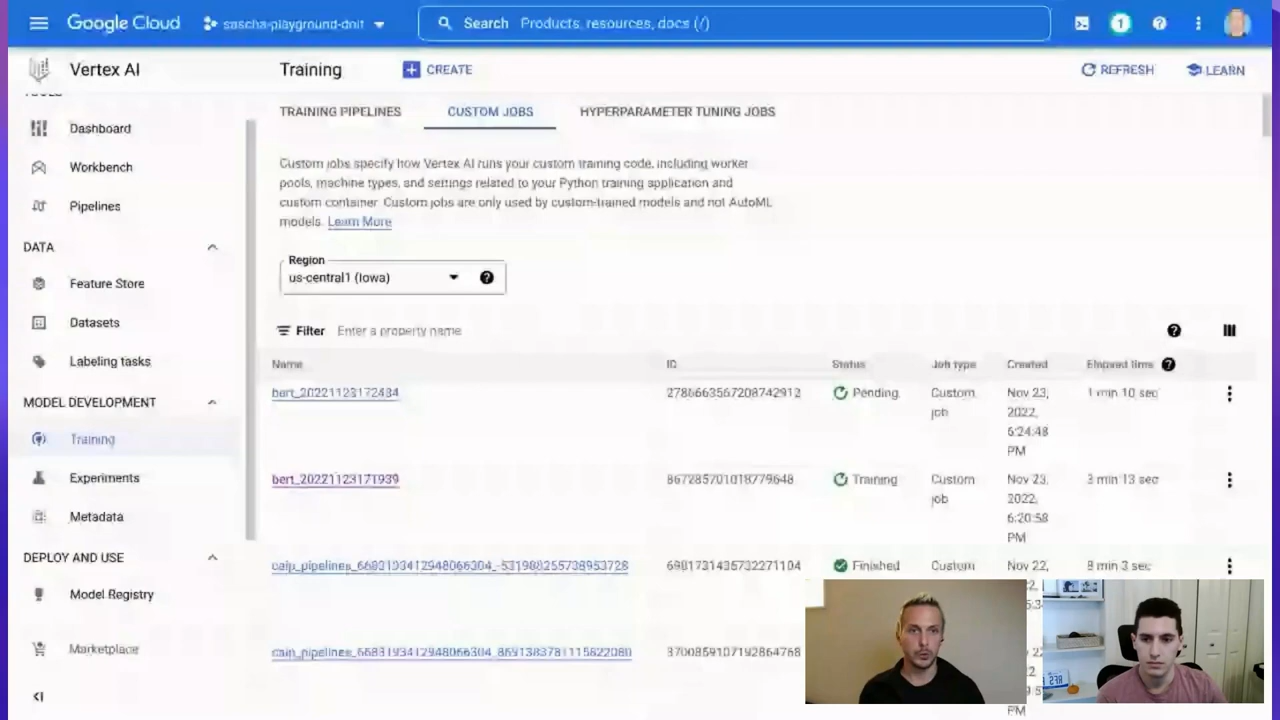 Google Cloud
sascha-playground-doit
Search Products, resources, docs (/)
1
Vertex AI
Training
CREATE
REFRESH
LEARN
TOOLS
Dashboard
Workbench
Pipelines
DATA
Feature Store
Datasets
Labeling tasks
MODEL DEVELOPMENT
Training
Experiments
Metadata
DEPLOY AND USE
Model Registry
Marketplace
TRAINING PIPELINES
CUSTOM JOBS
HYPERPARAMETER TUNING JOBS
Custom jobs specify how Vertex AI runs your custom training code, including worker
pools, machine types, and settings related to your Python training application and
custom container. Custom jobs are only used by custom-trained models and not AutoML
models. Learn More
Region
us-central1 (Iowa)
Filter Enter a property name
Name ID Status Job type Created Elapsed time
bert_20221123172434 2786663567208742912 Pending Custom job Nov 23, 2022, 6:24:48 PM 1 min 10 sec
bert_20221123171939 867285701018779648 Training Custom job Nov 23, 2022, 6:20:58 PM 3 min 13 sec
Finished Custom Nov 22, 8 min 3 sec
PM